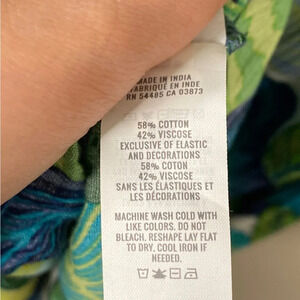 MADE IN INDIA
FABRIQUÉ EN INDE
RN 54485 CA 03873
58% COTTON
42% VISCOSE
EXCLUSIVE OF ELASTIC
AND DECORATIONS
58% COTON
42% VISCOSE
SANS LES ÉLASTIQUES ET
LES DÉCORATIONS
MACHINE WASH COLD WITH
LIKE COLORS. DO NOT
BLEACH. RESHAPE LAY FLAT
TO DRY, COOL IRON IF
NEEDED.